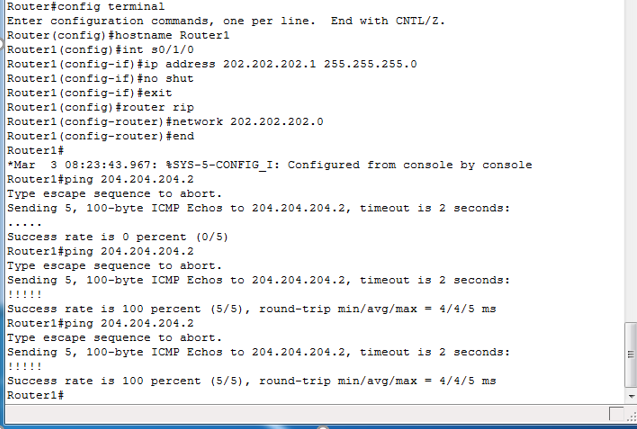 Router#config terminal
Enter configuration commands, one per line.  End with CNTL/Z.
Router(config)#hostname Router1
Router1(config)#int s0/1/0
Router1(config-if)#ip address 202.202.202.1 255.255.255.0
Router1(config-if)#no shut
Router1(config-if)#exit
Router1(config)#router rip
Router1(config-router)#network 202.202.202.0
Router1(config-router)#end
Router1#
*Mar  3 08:23:43.967: %SYS-5-CONFIG_I: Configured from console by console
Router1#ping 204.204.204.2
Type escape sequence to abort.
Sending 5, 100-byte ICMP Echos to 204.204.204.2, timeout is 2 seconds:
.....
Success rate is 0 percent (0/5)
Router1#ping 204.204.204.2
Type escape sequence to abort.
Sending 5, 100-byte ICMP Echos to 204.204.204.2, timeout is 2 seconds:
!!!!!
Success rate is 100 percent (5/5), round-trip min/avg/max = 4/4/5 ms
Router1#ping 204.204.204.2
Type escape sequence to abort.
Sending 5, 100-byte ICMP Echos to 204.204.204.2, timeout is 2 seconds:
!!!!!
Success rate is 100 percent (5/5), round-trip min/avg/max = 4/4/5 ms
Router1#